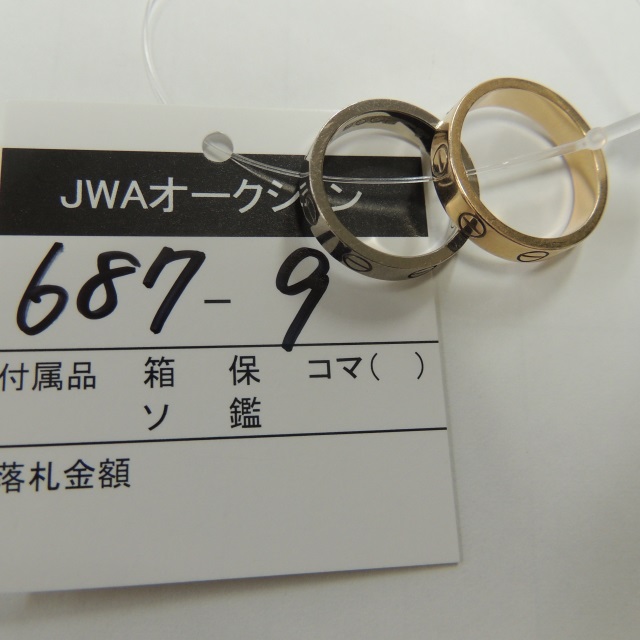 JWAオークション
687-9
付属品 箱 保 コマ( )
ソ 鑑
落札金額